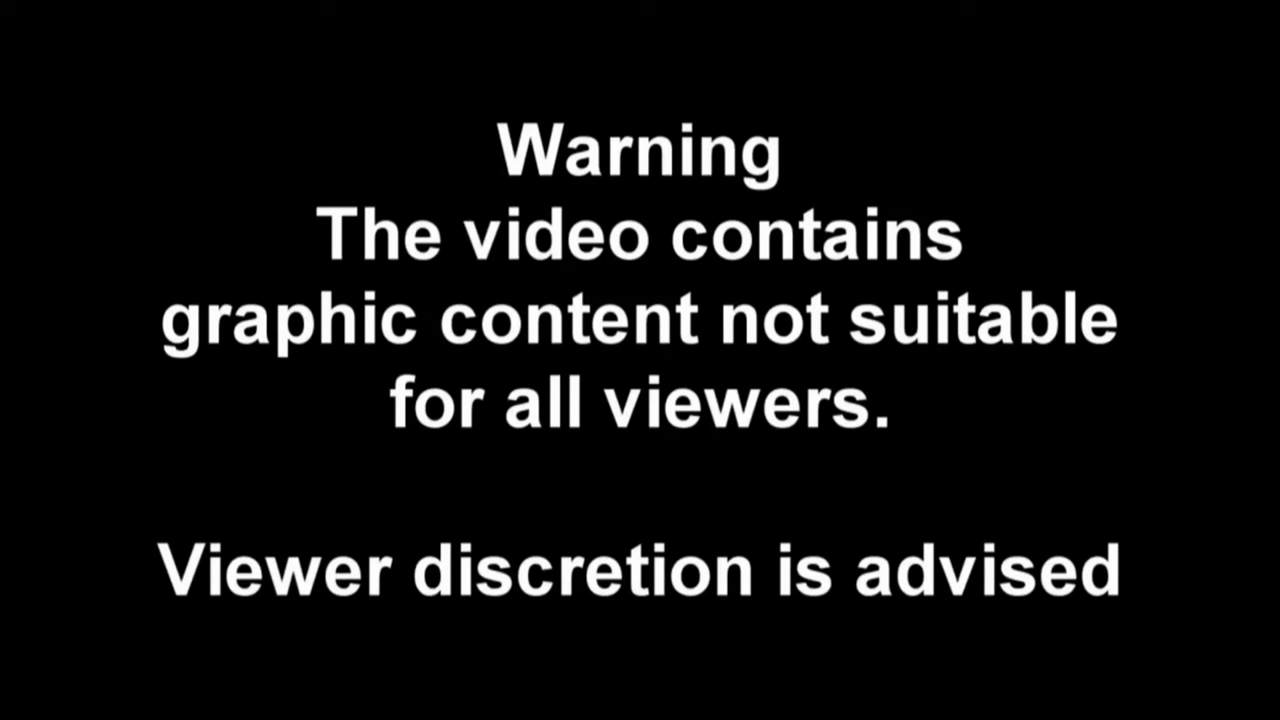 Warning
The video contains
graphic content not suitable
for all viewers.
Viewer discretion is advised